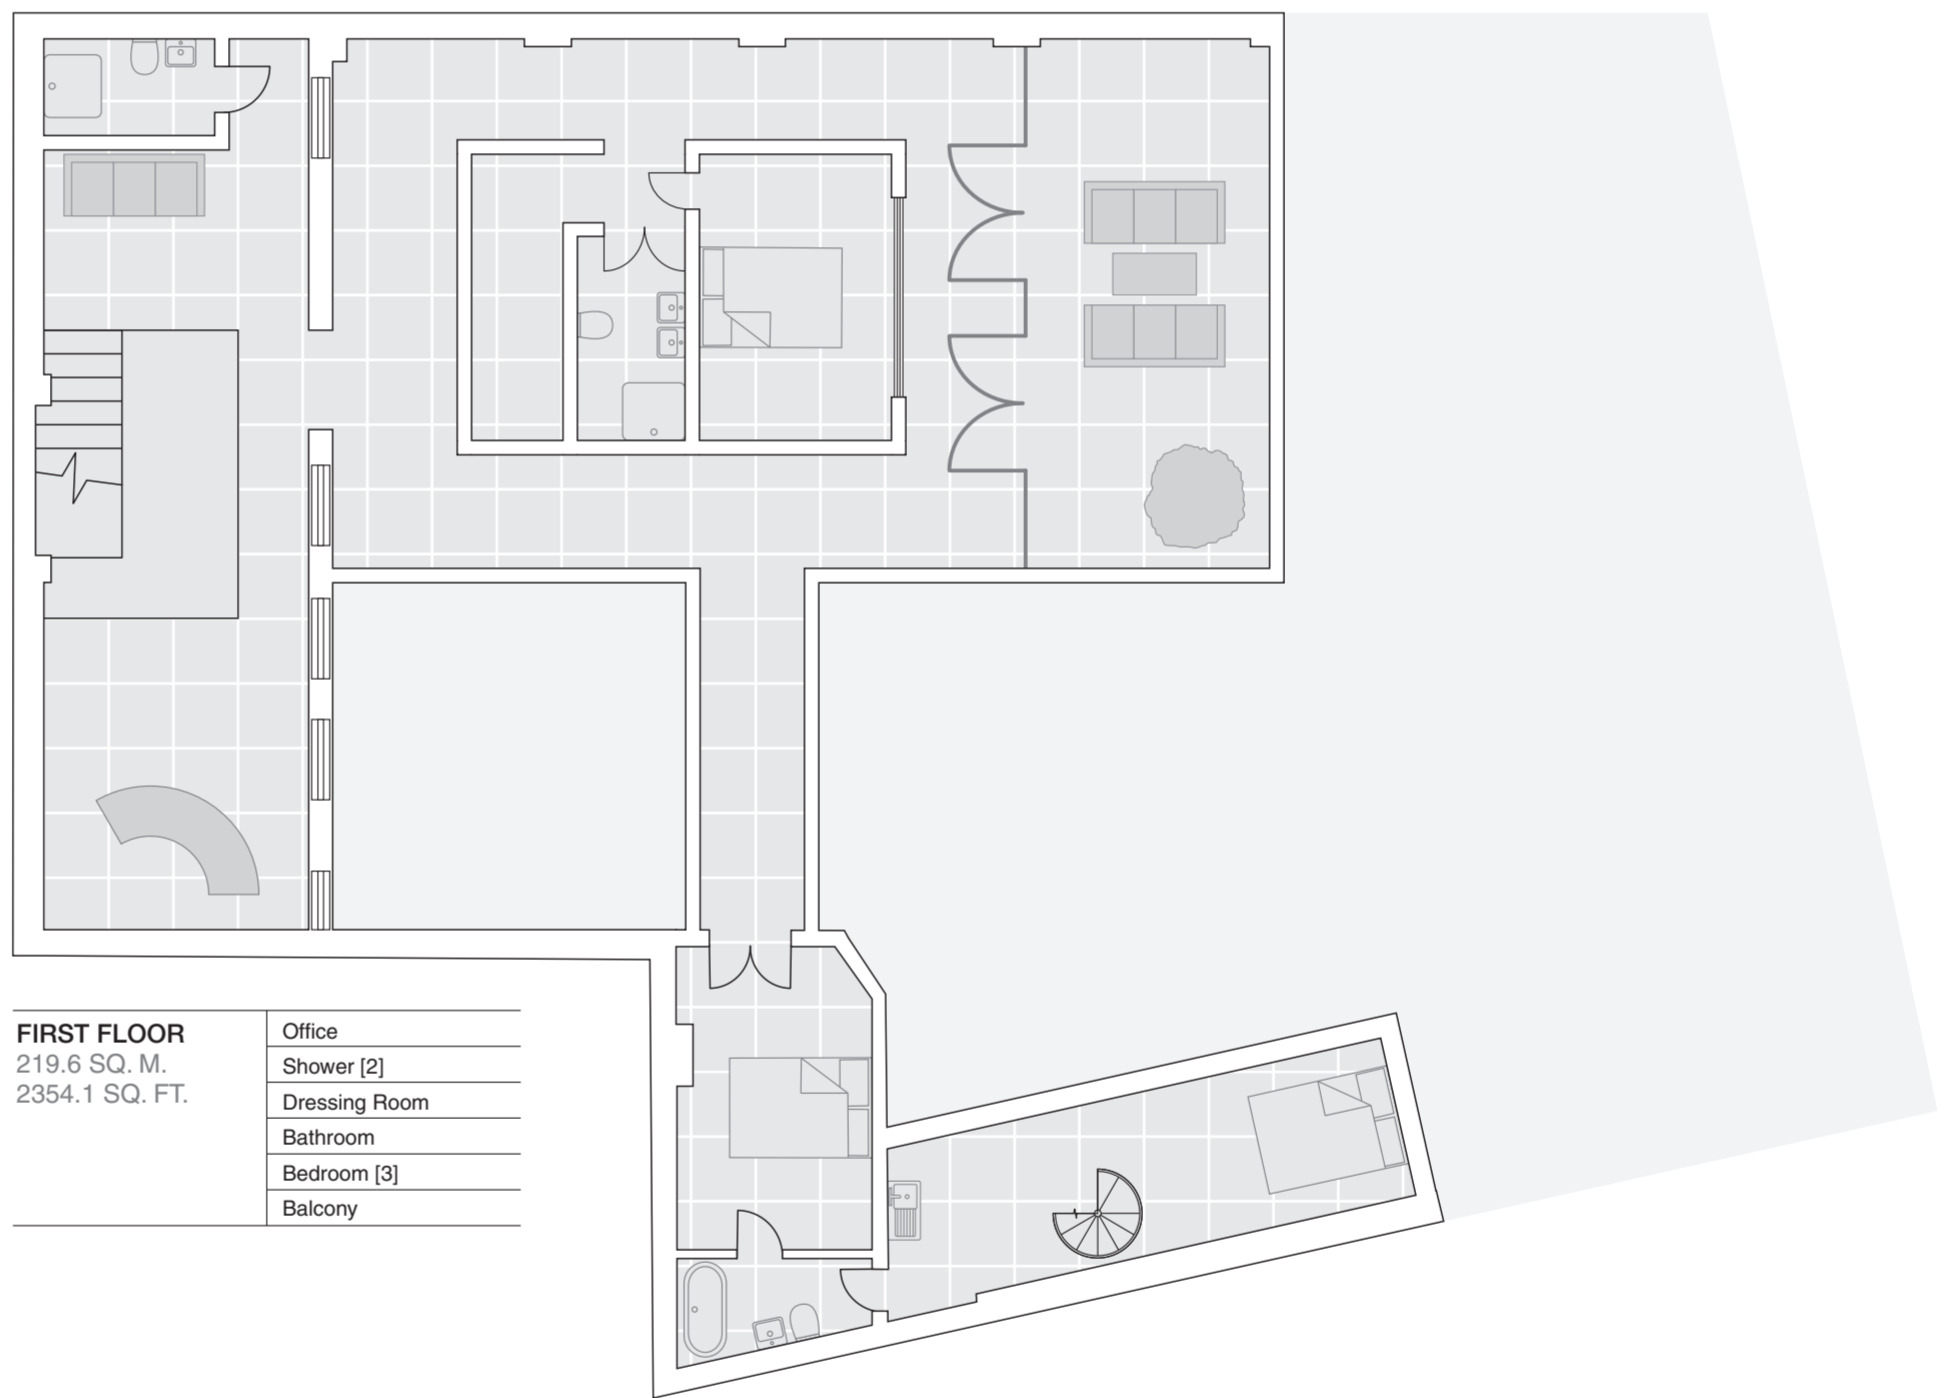 FIRST FLOOR
219.6 SQ. M.
2354.1 SQ. FT.
Office
Shower [2]
Dressing Room
Bathroom
Bedroom [3]
Balcony